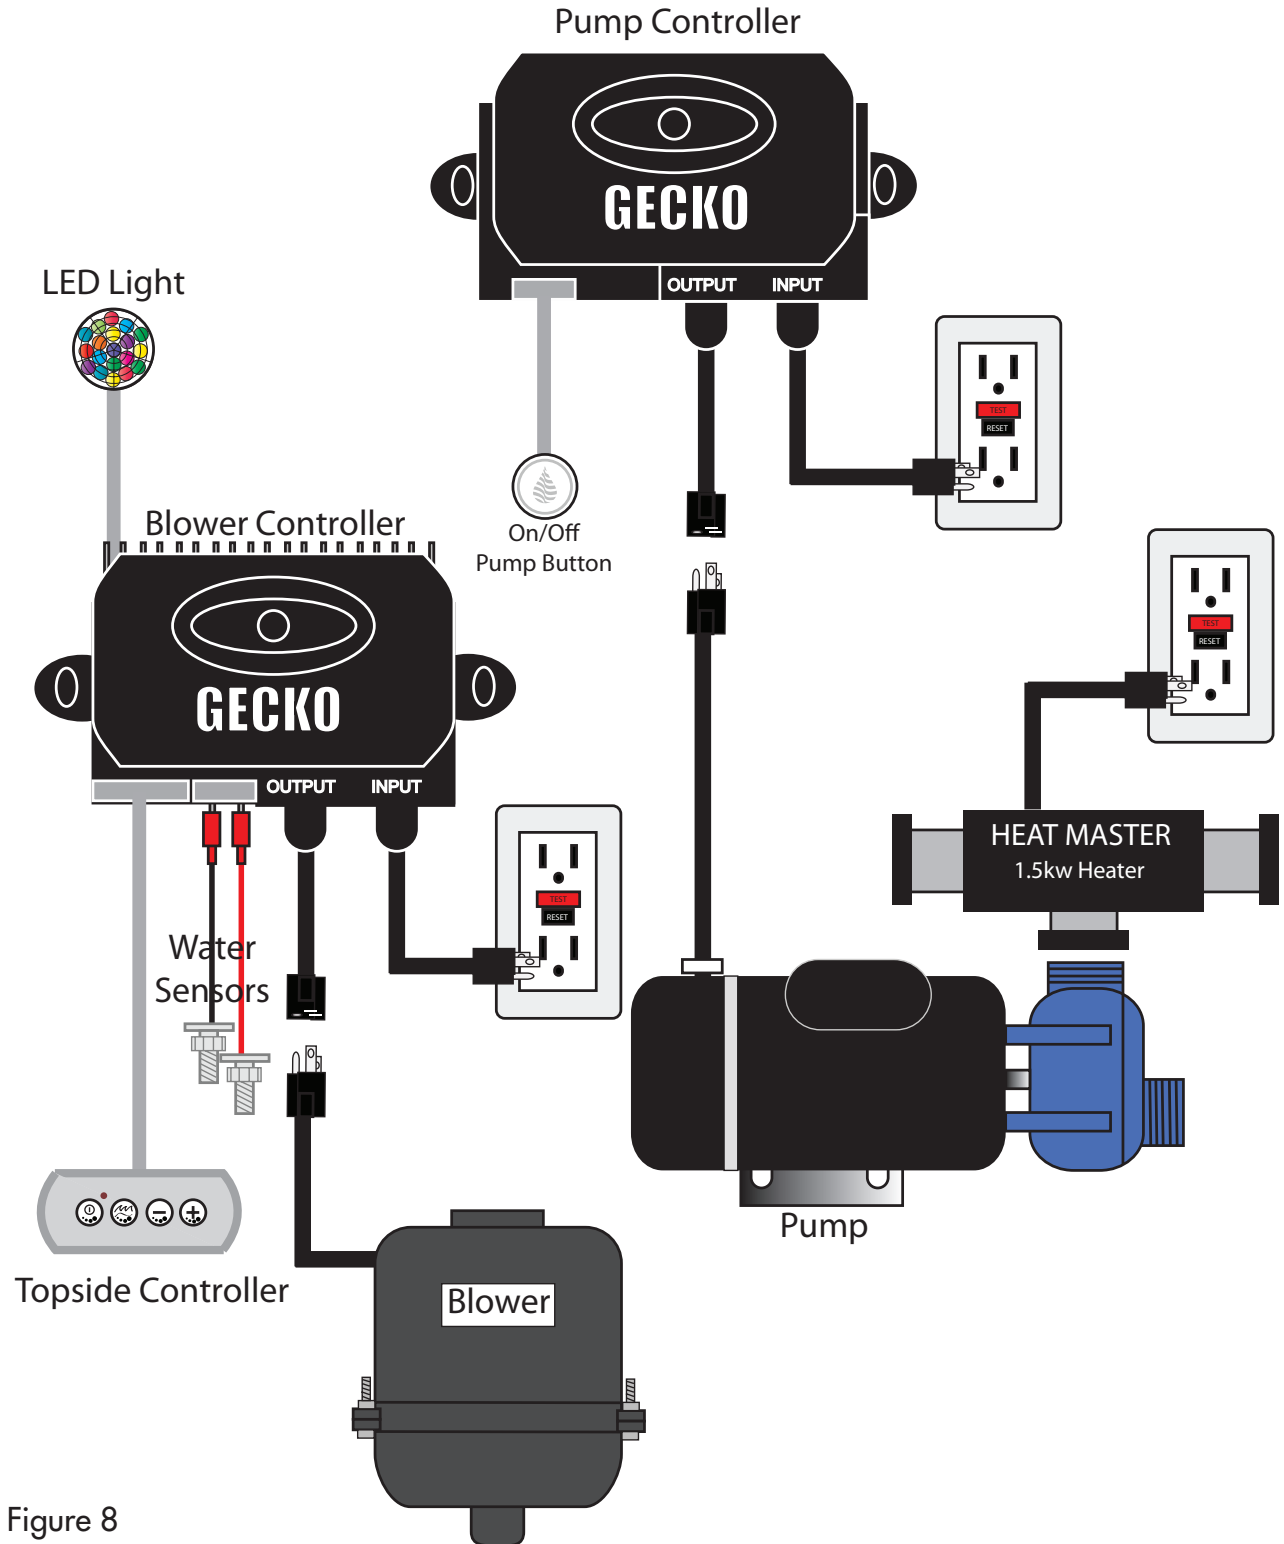 Pump Controller
GECKO
OUTPUT INPUT
LED Light
TEST
RESET
On/Off
Pump Button
Blower Controller
TEST
RESET
GECKO
OUTPUT INPUT
HEAT MASTER
1.5kw Heater
TEST
RESET
Water
Sensors
Pump
Topside Controller
Blower
Figure 8